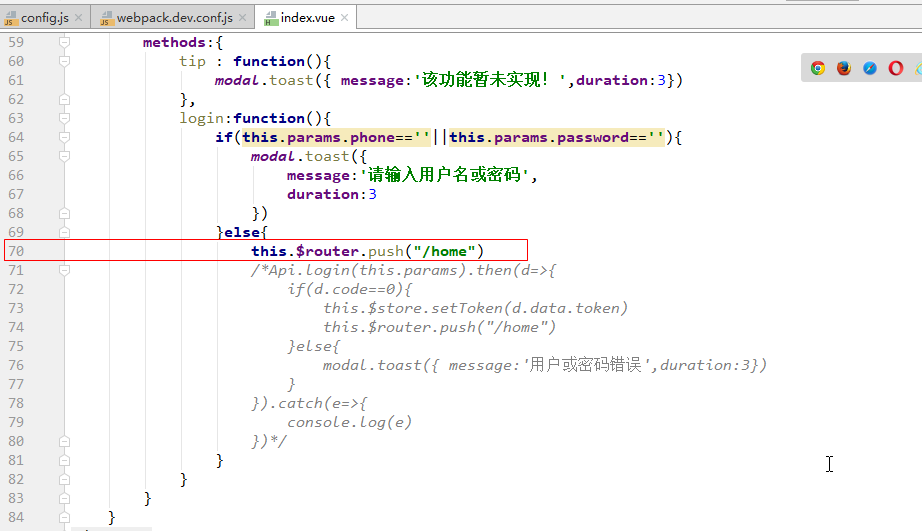 config.js webpack.dev.conf.js index.vue
59 methods:{
60 tip : function(){
61 modal.toast({ message:'该功能暂未实现! ',duration:3})
62 },
63 login:function(){
64 if(this.params.phone==''||this.params.password==''){
65 modal.toast({
66 message:'请输入用户名或密码',
67 duration:3
68 })
69 }else{
70 this.$router.push("/home")
71 /*Api.login(this.params).then(d=>{
72 if(d.code==0){
73 this.$store.setToken(d.data.token)
74 this.$router.push("/home")
75 }else{
76 modal.toast({ message:'用户或密码错误',duration:3})
77 }
78 }).catch(e=>{
79 console.log(e)
80 })*/
81 }
82 }
83 }
84 }